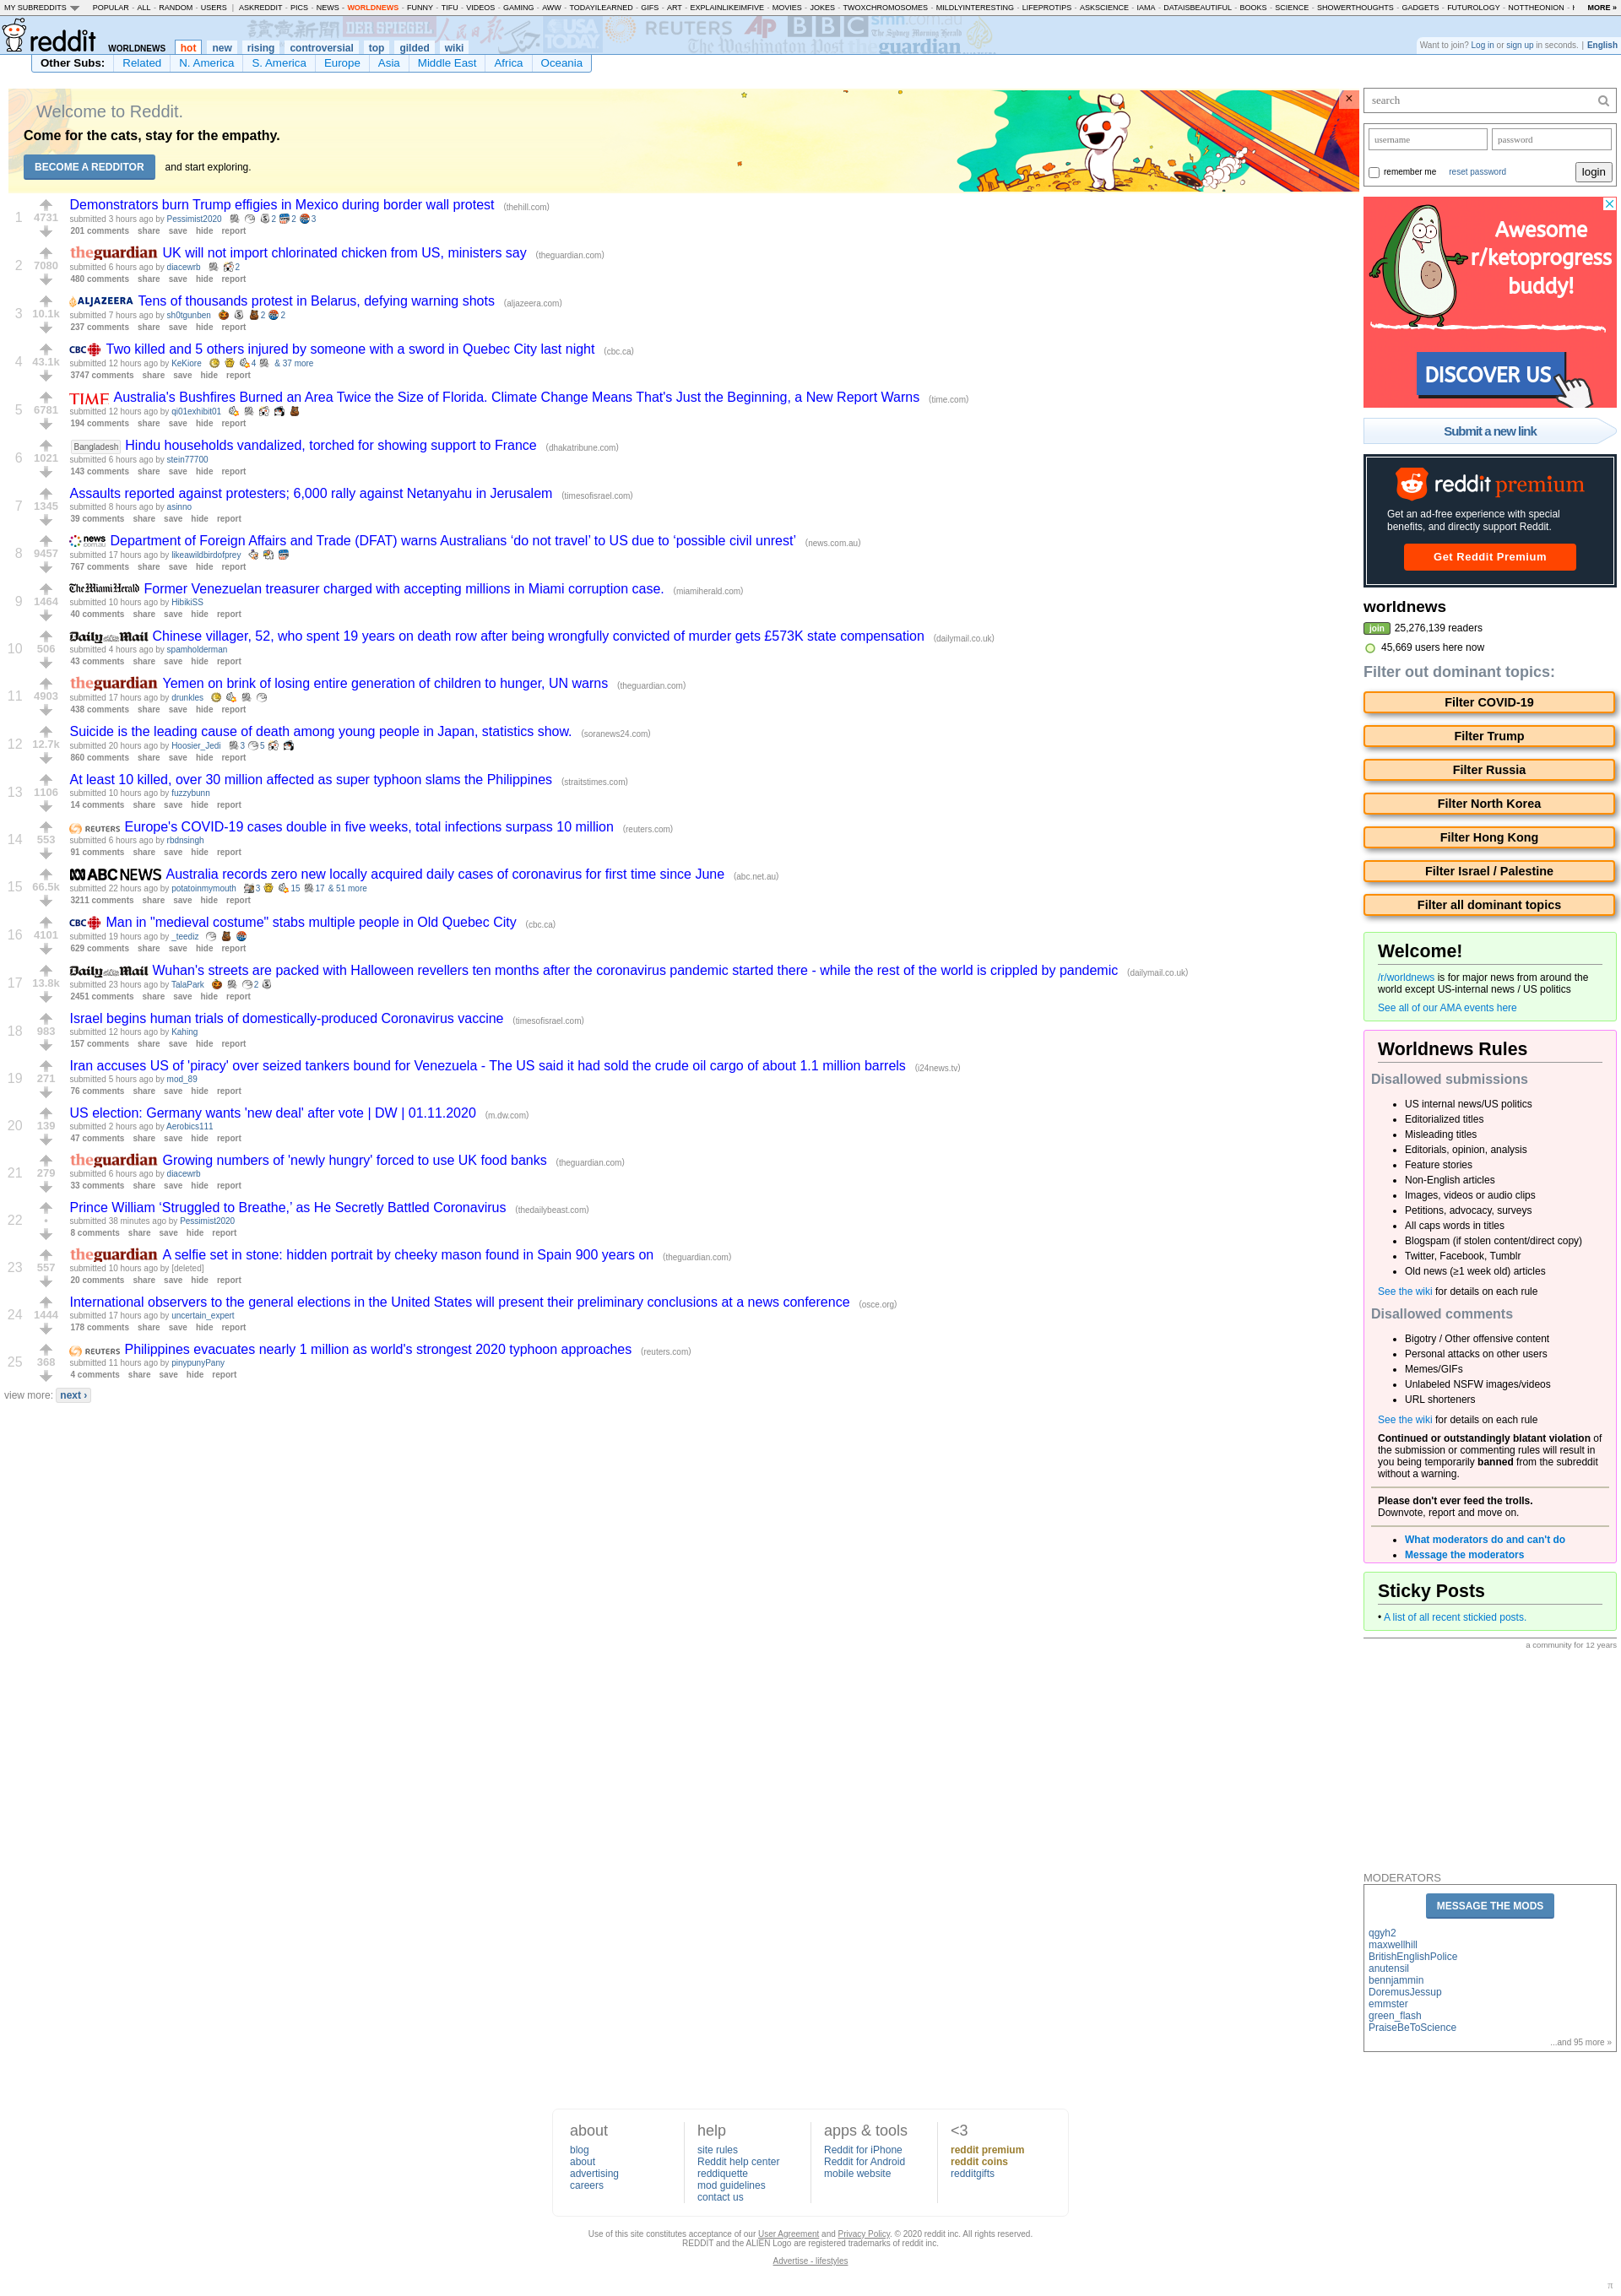 MY SUBREDDITS POPULAR - ALL - RANDOM - USERS | ASKREDDIT - PICS - NEWS - WORLDNEWS - FUNNY - TIFU - VIDEOS - GAMING - AWW - TODAYILEARNED - GIFS - ART - EXPLAINLIKEIMFIVE - MOVIES - JOKES - TWOXCHROMOSOMES - MILDLYINTERESTING - LIFEPROTIPS - ASKSCIENCE - IAMA - DATAISBEAUTIFUL - BOOKS - SCIENCE - SHOWERTHOUGHTS - GADGETS - FUTUROLOGY - NOTTHEONION MORE »
DER SPIEGEL USA TODAY REUTERS AP BBC smh.com.au The Sydney Morning Herald The Washington Post the guardian
reddit WORLDNEWS hot new rising controversial top gilded wiki
Want to join? Log in or sign up in seconds. | English
Other Subs: Related N. America S. America Europe Asia Middle East Africa Oceania
Welcome to Reddit.
Come for the cats, stay for the empathy.
BECOME A REDDITOR and start exploring.
×
1
4731
Demonstrators burn Trump effigies in Mexico during border wall protest (thehill.com)
submitted 3 hours ago by Pessimist2020 2 2 3
201 comments share save hide report
2
7080
theguardian UK will not import chlorinated chicken from US, ministers say (theguardian.com)
submitted 6 hours ago by diacewrb 2
480 comments share save hide report
3
10.1k
ALJAZEERA Tens of thousands protest in Belarus, defying warning shots (aljazeera.com)
submitted 7 hours ago by sh0tgunben 2 2
237 comments share save hide report
4
43.1k
CBC Two killed and 5 others injured by someone with a sword in Quebec City last night (cbc.ca)
submitted 12 hours ago by KeKiore 4 & 37 more
3747 comments share save hide report
5
6781
TIME Australia's Bushfires Burned an Area Twice the Size of Florida. Climate Change Means That's Just the Beginning, a New Report Warns (time.com)
submitted 12 hours ago by qi01exhibit01
194 comments share save hide report
6
1021
Bangladesh Hindu households vandalized, torched for showing support to France (dhakatribune.com)
submitted 6 hours ago by stein77700
143 comments share save hide report
7
1345
Assaults reported against protesters; 6,000 rally against Netanyahu in Jerusalem (timesofisrael.com)
submitted 8 hours ago by asinno
39 comments share save hide report
8
9457
news com.au Department of Foreign Affairs and Trade (DFAT) warns Australians ‘do not travel’ to US due to ‘possible civil unrest’ (news.com.au)
submitted 17 hours ago by likeawildbirdofprey
767 comments share save hide report
9
1464
The Miami Herald Former Venezuelan treasurer charged with accepting millions in Miami corruption case. (miamiherald.com)
submitted 10 hours ago by HibikiSS
40 comments share save hide report
10
506
Daily Mail Chinese villager, 52, who spent 19 years on death row after being wrongfully convicted of murder gets £573K state compensation (dailymail.co.uk)
submitted 4 hours ago by spamholderman
43 comments share save hide report
11
4903
theguardian Yemen on brink of losing entire generation of children to hunger, UN warns (theguardian.com)
submitted 17 hours ago by drunkles
438 comments share save hide report
12
12.7k
Suicide is the leading cause of death among young people in Japan, statistics show. (soranews24.com)
submitted 20 hours ago by Hoosier_Jedi 3 5
860 comments share save hide report
13
1106
At least 10 killed, over 30 million affected as super typhoon slams the Philippines (straitstimes.com)
submitted 10 hours ago by fuzzybunn
14 comments share save hide report
14
553
REUTERS Europe's COVID-19 cases double in five weeks, total infections surpass 10 million (reuters.com)
submitted 6 hours ago by rbdnsingh
91 comments share save hide report
15
66.5k
ABC NEWS Australia records zero new locally acquired daily cases of coronavirus for first time since June (abc.net.au)
submitted 22 hours ago by potatoinmymouth 3 15 17 & 51 more
3211 comments share save hide report
16
4101
CBC Man in "medieval costume" stabs multiple people in Old Quebec City (cbc.ca)
submitted 19 hours ago by _teediz
629 comments share save hide report
17
13.8k
Daily Mail Wuhan's streets are packed with Halloween revellers ten months after the coronavirus pandemic started there - while the rest of the world is crippled by pandemic (dailymail.co.uk)
submitted 23 hours ago by TalaPark 2
2451 comments share save hide report
18
983
Israel begins human trials of domestically-produced Coronavirus vaccine (timesofisrael.com)
submitted 12 hours ago by Kahing
157 comments share save hide report
19
271
Iran accuses US of 'piracy' over seized tankers bound for Venezuela - The US said it had sold the crude oil cargo of about 1.1 million barrels (i24news.tv)
submitted 5 hours ago by mod_89
76 comments share save hide report
20
139
US election: Germany wants 'new deal' after vote | DW | 01.11.2020 (m.dw.com)
submitted 2 hours ago by Aerobics111
47 comments share save hide report
21
279
theguardian Growing numbers of 'newly hungry' forced to use UK food banks (theguardian.com)
submitted 6 hours ago by diacewrb
33 comments share save hide report
22
•
Prince William ‘Struggled to Breathe,’ as He Secretly Battled Coronavirus (thedailybeast.com)
submitted 38 minutes ago by Pessimist2020
8 comments share save hide report
23
557
theguardian A selfie set in stone: hidden portrait by cheeky mason found in Spain 900 years on (theguardian.com)
submitted 10 hours ago by [deleted]
20 comments share save hide report
24
1444
International observers to the general elections in the United States will present their preliminary conclusions at a news conference (osce.org)
submitted 17 hours ago by uncertain_expert
178 comments share save hide report
25
368
REUTERS Philippines evacuates nearly 1 million as world's strongest 2020 typhoon approaches (reuters.com)
submitted 11 hours ago by pinypunyPany
4 comments share save hide report
view more: next ›
search
username password
remember me reset password login
Awesome
r/ketoprogress
buddy!
DISCOVER US
Submit a new link
reddit premium
Get an ad-free experience with special
benefits, and directly support Reddit.
Get Reddit Premium
worldnews
join 25,276,139 readers
45,669 users here now
Filter out dominant topics:
Filter COVID-19
Filter Trump
Filter Russia
Filter North Korea
Filter Hong Kong
Filter Israel / Palestine
Filter all dominant topics
Welcome!
/r/worldnews is for major news from around the
world except US-internal news / US politics
See all of our AMA events here
Worldnews Rules
Disallowed submissions
• US internal news/US politics
• Editorialized titles
• Misleading titles
• Editorials, opinion, analysis
• Feature stories
• Non-English articles
• Images, videos or audio clips
• Petitions, advocacy, surveys
• All caps words in titles
• Blogspam (if stolen content/direct copy)
• Twitter, Facebook, Tumblr
• Old news (≥1 week old) articles
See the wiki for details on each rule
Disallowed comments
• Bigotry / Other offensive content
• Personal attacks on other users
• Memes/GIFs
• Unlabeled NSFW images/videos
• URL shorteners
See the wiki for details on each rule
Continued or outstandingly blatant violation of
the submission or commenting rules will result in
you being temporarily banned from the subreddit
without a warning.
Please don't ever feed the trolls.
Downvote, report and move on.
• What moderators do and can't do
• Message the moderators
Sticky Posts
• A list of all recent stickied posts.
a community for 12 years
MODERATORS
MESSAGE THE MODS
qgyh2
maxwellhill
BritishEnglishPolice
anutensil
bennjammin
DoremusJessup
emmster
green_flash
PraiseBeToScience
...and 95 more »
about
blog
about
advertising
careers
help
site rules
Reddit help center
reddiquette
mod guidelines
contact us
apps & tools
Reddit for iPhone
Reddit for Android
mobile website
<3
reddit premium
reddit coins
redditgifts
Use of this site constitutes acceptance of our User Agreement and Privacy Policy. © 2020 reddit inc. All rights reserved.
REDDIT and the ALIEN Logo are registered trademarks of reddit inc.
Advertise - lifestyles
π